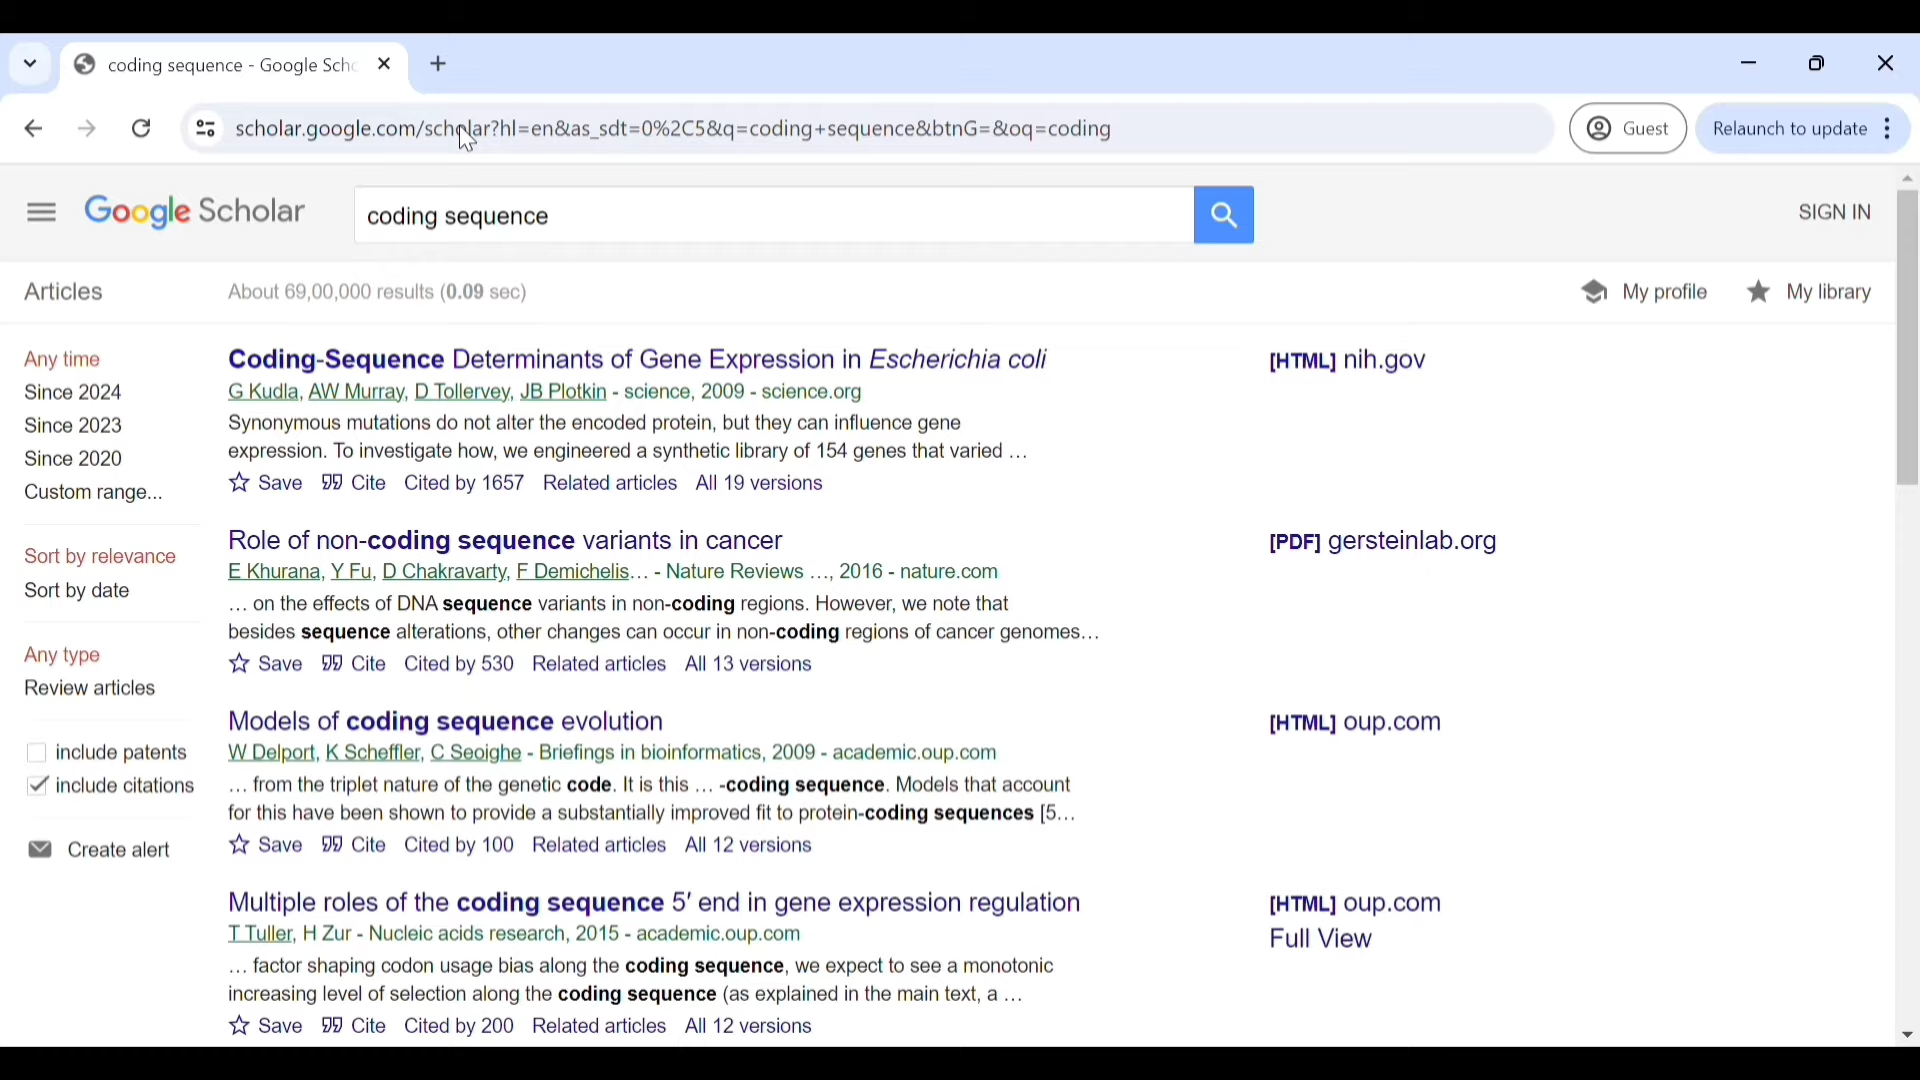 coding sequence - Google Sch
scholar.google.com/scholar?hl=en&as_sdt=0%2C5&q=coding+sequence&btnG=&oq=coding
Guest
Relaunch to update
Google Scholar
coding sequence
SIGN IN
Articles
About 69,00,000 results (0.09 sec)
My profile
My library
Any time
Since 2024
Since 2023
Since 2020
Custom range...
Sort by relevance
Sort by date
Any type
Review articles
include patents
include citations
Create alert
Coding-Sequence Determinants of Gene Expression in Escherichia coli
G Kudla, AW Murray, D Tollervey, JB Plotkin - science, 2009 - science.org
Synonymous mutations do not alter the encoded protein, but they can influence gene
expression. To investigate how, we engineered a synthetic library of 154 genes that varied …
Save Cite Cited by 1657 Related articles All 19 versions
[HTML] nih.gov
Role of non-coding sequence variants in cancer
E Khurana, Y Fu, D Chakravarty, F Demichelis… - Nature Reviews …, 2016 - nature.com
… on the effects of DNA sequence variants in non-coding regions. However, we note that
besides sequence alterations, other changes can occur in non-coding regions of cancer genomes…
Save Cite Cited by 530 Related articles All 13 versions
[PDF] gersteinlab.org
Models of coding sequence evolution
W Delport, K Scheffler, C Seoighe - Briefings in bioinformatics, 2009 - academic.oup.com
… from the triplet nature of the genetic code. It is this … -coding sequence. Models that account
for this have been shown to provide a substantially improved fit to protein-coding sequences [5…
Save Cite Cited by 100 Related articles All 12 versions
[HTML] oup.com
Multiple roles of the coding sequence 5′ end in gene expression regulation
T Tuller, H Zur - Nucleic acids research, 2015 - academic.oup.com
… factor shaping codon usage bias along the coding sequence, we expect to see a monotonic
increasing level of selection along the coding sequence (as explained in the main text, a …
Save Cite Cited by 200 Related articles All 12 versions
[HTML] oup.com
Full View